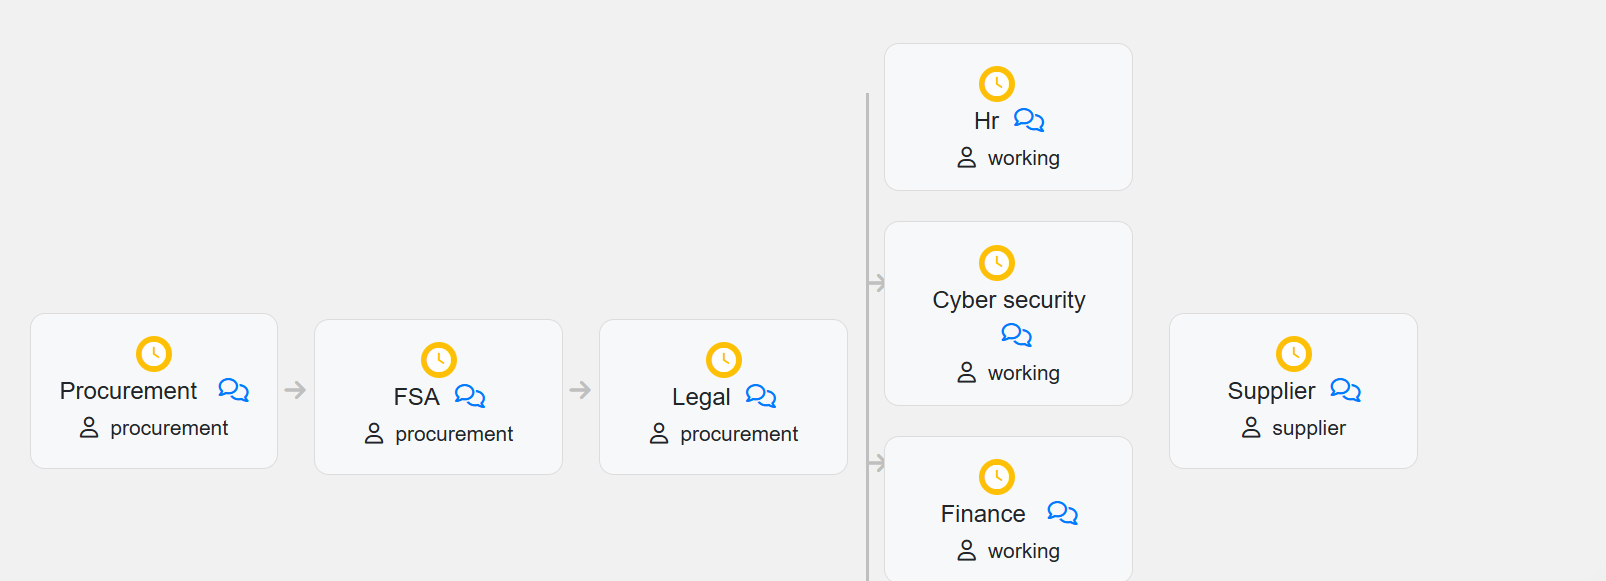 Procurement
procurement
FSA
procurement
Legal
procurement
Hr
working
Cyber security
working
Finance
working
Supplier
supplier